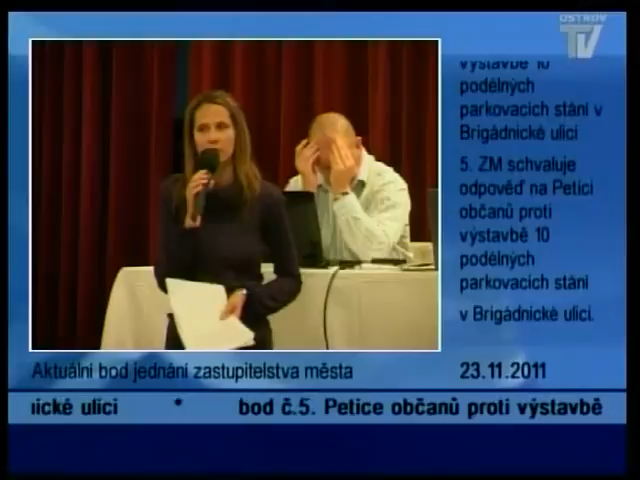 OSTROV
TV
výstavbě 10
podélných
parkovacích stání v
Brigádnické ulici
5. ZM schvaluje
odpověď na Petici
občanů proti
výstavbě 10
podélných
parkovacích stání
v Brigádnické ulici.
Aktuální bod jednání zastupitelstva města
23.11.2011
nické ulici * bod č.5. Petice občanů proti výstavbě